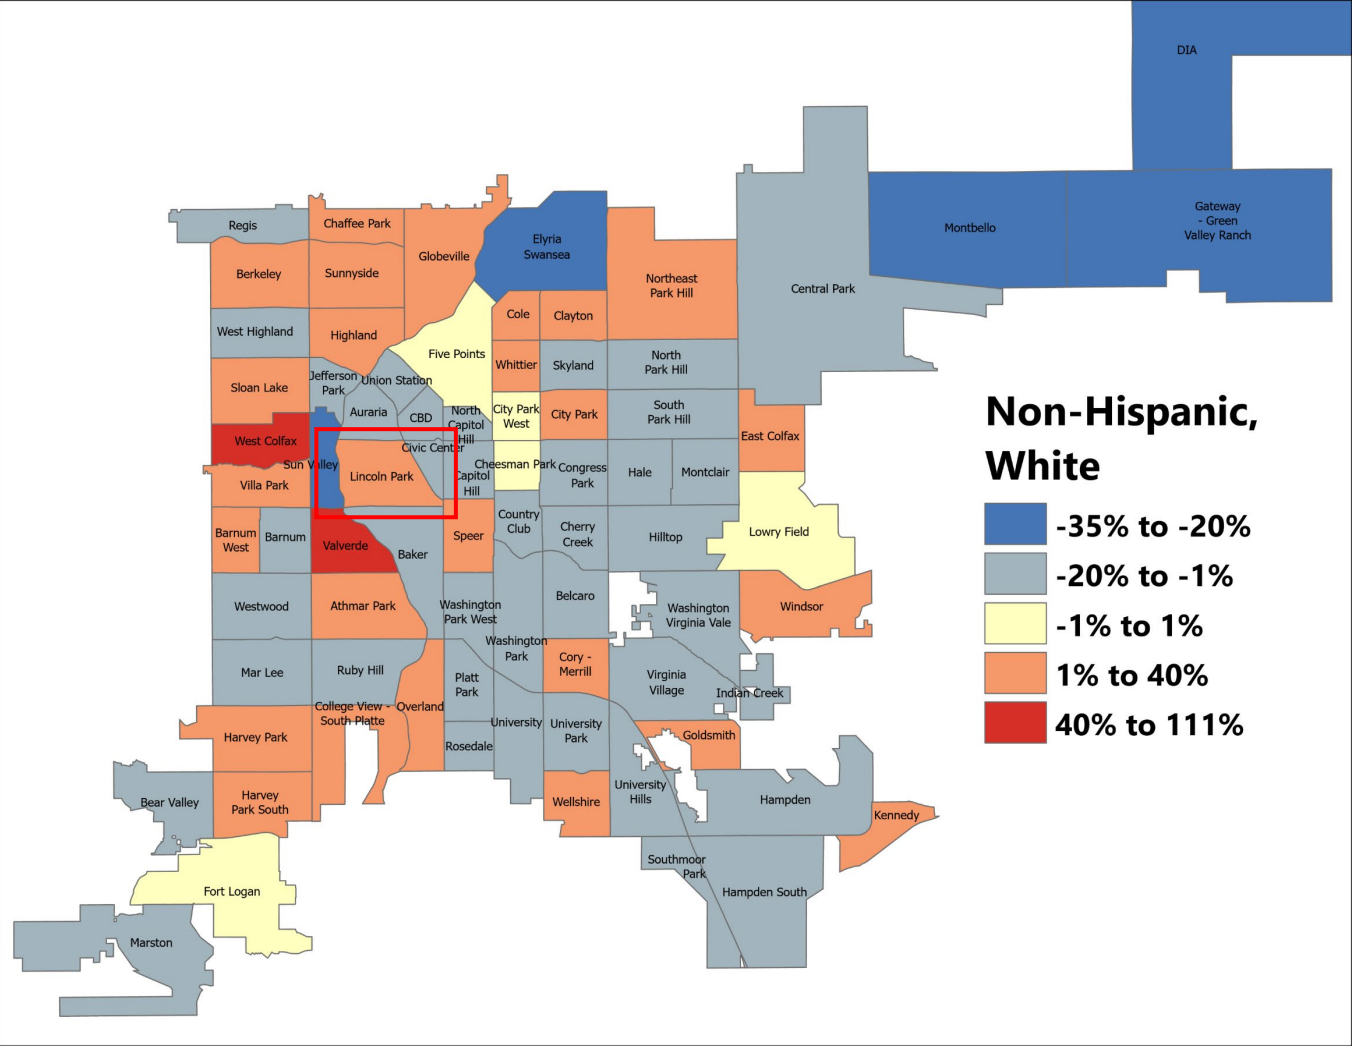 DIA
Gateway
- Green
Valley Ranch
Montbello
Regis
Chaffee Park
Elyria
Swansea
Globeville
Berkeley
Sunnyside
Northeast
Park Hill
Central Park
Cole
Clayton
West Highland
Highland
Five Points
Whittier
Skyland
North
Park Hill
Sloan Lake
Jefferson
Park
Union Station
Auraria
CBD
North
Capitol
Hill
City Park
West
City Park
South
Park Hill
East Colfax
West Colfax
Sun Valley
Civic Center
Lincoln Park
Capitol
Hill
Cheesman Park
Congress
Park
Hale
Montclair
Villa Park
Barnum
West
Barnum
Valverde
Baker
Speer
Country
Club
Cherry
Creek
Hilltop
Lowry Field
Westwood
Athmar Park
Washington
Park West
Belcaro
Washington
Virginia Vale
Windsor
Washington
Park
Cory -
Merrill
Mar Lee
Ruby Hill
Platt
Park
Virginia
Village
Indian Creek
College View -
South Platte
Overland
University
University
Park
Goldsmith
Harvey Park
Rosedale
Bear Valley
Harvey
Park South
Wellshire
University
Hills
Hampden
Kennedy
Southmoor
Park
Hampden South
Fort Logan
Marston
Non-Hispanic,
White
-35% to -20%
-20% to -1%
-1% to 1%
1% to 40%
40% to 111%